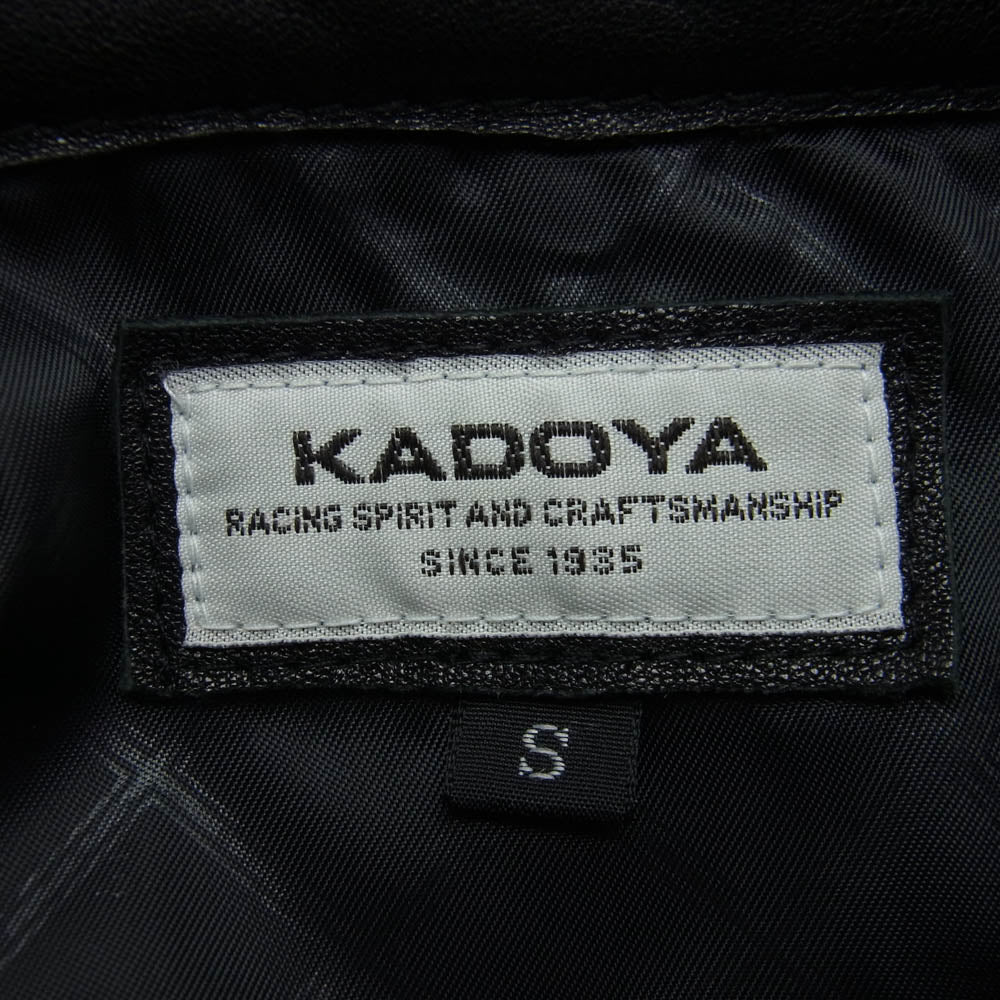 KADOYA
RACING SPIRIT AND CRAFTSMANSHIP
SINCE 1935
S